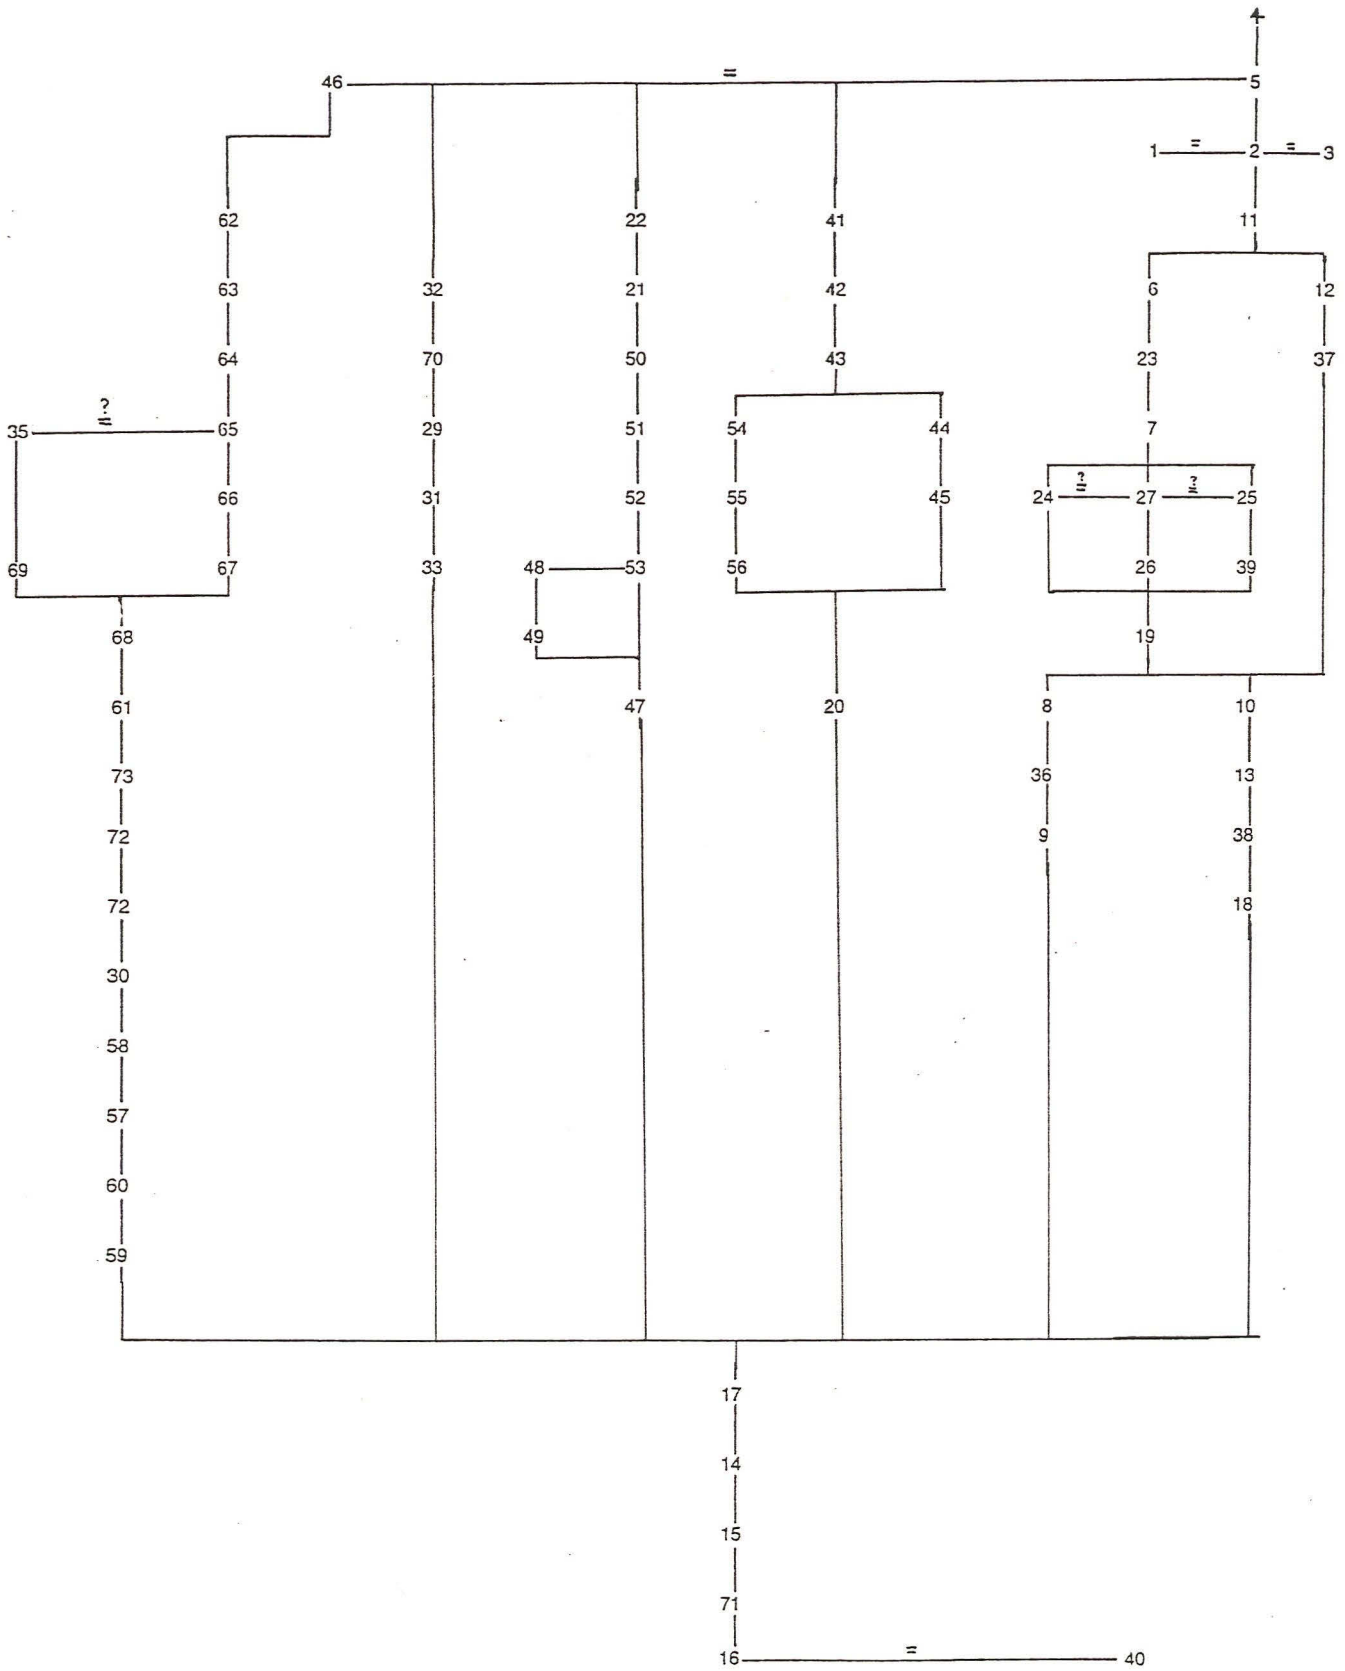 4
46 = 5
1 = 2 = 3
62 22 41 11
63 32 21 42 6 12
64 70 50 43 23 37
35 ? = 65 29 51 54 44 7
66 31 52 55 45 24 ? = 27 ? = 25
69 67 33 48 53 56 26 39
68 49 19
61 47 20 8 10
73 36 13
72 9 38
72 18
30
58
57
60
59
17
14
15
71
16 = 40